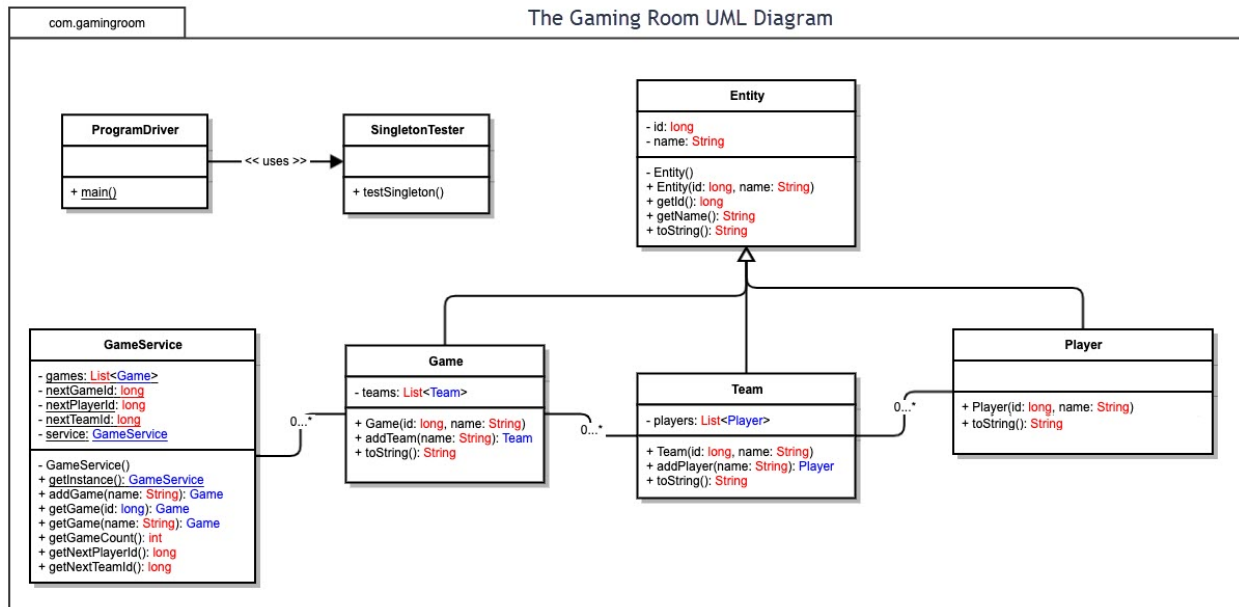 com.gamingroom
The Gaming Room UML Diagram
ProgramDriver
+ main()
<< uses >>
SingletonTester
+ testSingleton()
Entity
- id: long
- name: String
- Entity()
+ Entity(id: long, name: String)
+ getId(): long
+ getName(): String
+ toString(): String
GameService
- games: List<Game>
- nextGameId: long
- nextPlayerId: long
- nextTeamId: long
- service: GameService
- GameService()
+ getInstance(): GameService
+ addGame(name: String): Game
+ getGame(id: long): Game
+ getGame(name: String): Game
+ getGameCount(): int
+ getNextPlayerId(): long
+ getNextTeamId(): long
0...*
Game
- teams: List<Team>
+ Game(id: long, name: String)
+ addTeam(name: String): Team
+ toString(): String
0...*
Team
- players: List<Player>
+ Team(id: long, name: String)
+ addPlayer(name: String): Player
+ toString(): String
0...*
Player
+ Player(id: long, name: String)
+ toString(): String